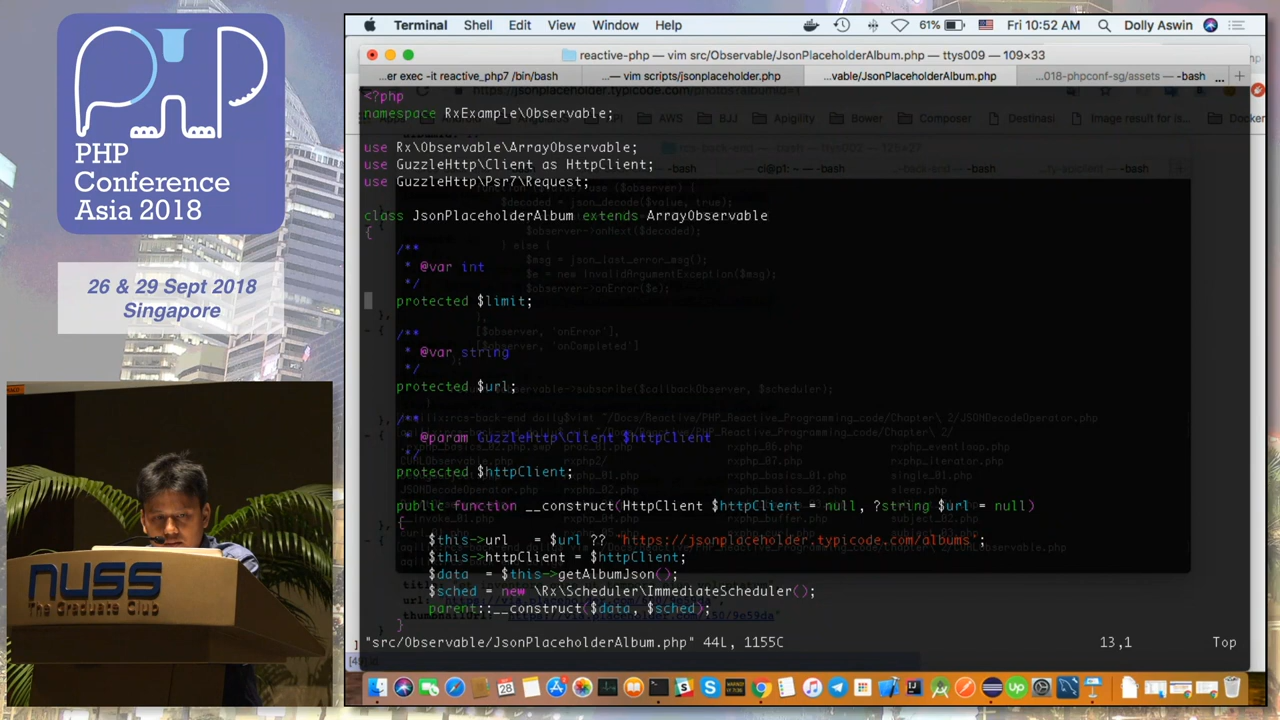 PHP
Conference
Asia 2018
26 & 29 Sept 2018
Singapore
NUSS
The Graduate Club
Terminal Shell Edit View Window Help 61% Fri 10:52 AM Dolly Aswin
reactive-php — vim src/Observable/JsonPlaceholderAlbum.php — ttys009 — 109×33
...er exec -it reactive_php7 /bin/bash ...— vim scripts/jsonplaceholder.php ...vable/JsonPlaceholderAlbum.php ...018-phpconf-sg/assets — -bash ...
<?php
namespace RxExample\Observable;
use Rx\Observable\ArrayObservable;
use GuzzleHttp\Client as HttpClient;
use GuzzleHttp\Psr7\Request;
class JsonPlaceholderAlbum extends ArrayObservable
{
/**
* @var int
*/
protected $limit;
/**
* @var string
*/
protected $url;
/**
* @param GuzzleHttp\Client $httpClient
*/
protected $httpClient;
public function __construct(HttpClient $httpClient = null, ?string $url = null)
{
$this->url = $url ?? 'https://jsonplaceholder.typicode.com/albums';
$this->httpClient = $httpClient;
$data = $this->getAlbumJson();
$sched = new \Rx\Scheduler\ImmediateScheduler();
parent::__construct($data, $sched);
}
"src/Observable/JsonPlaceholderAlbum.php" 44L, 1155C 13,1 Top